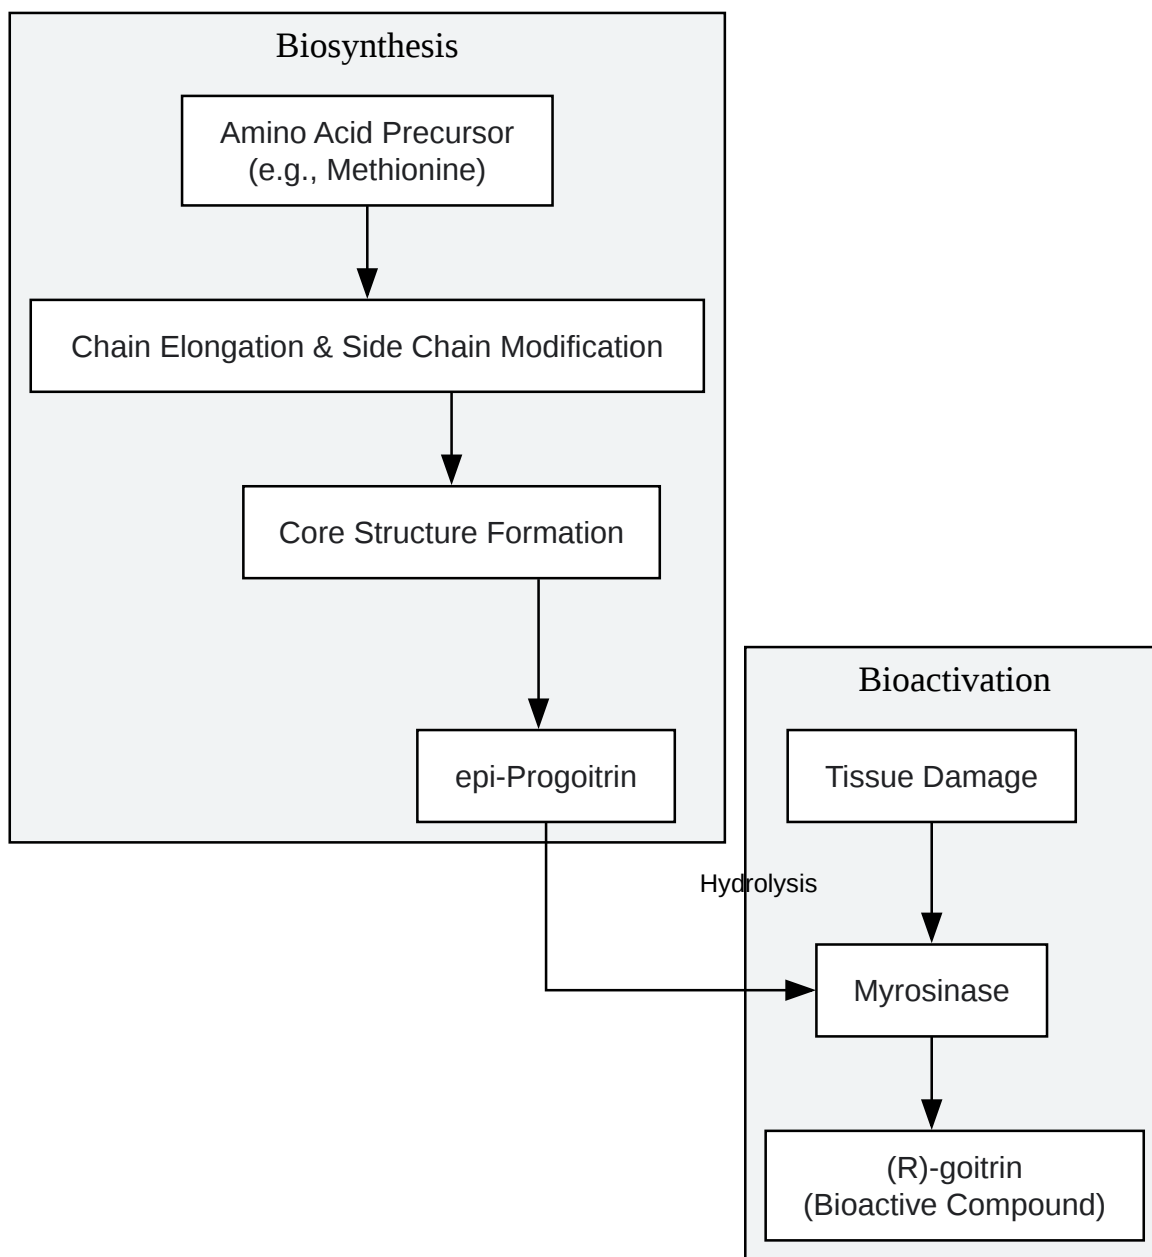 Biosynthesis
Amino Acid Precursor
(e.g., Methionine)
Chain Elongation & Side Chain Modification
Core Structure Formation
epi-Progoitrin
Bioactivation
Tissue Damage
Hydrolysis
Myrosinase
(R)-goitrin
(Bioactive Compound)